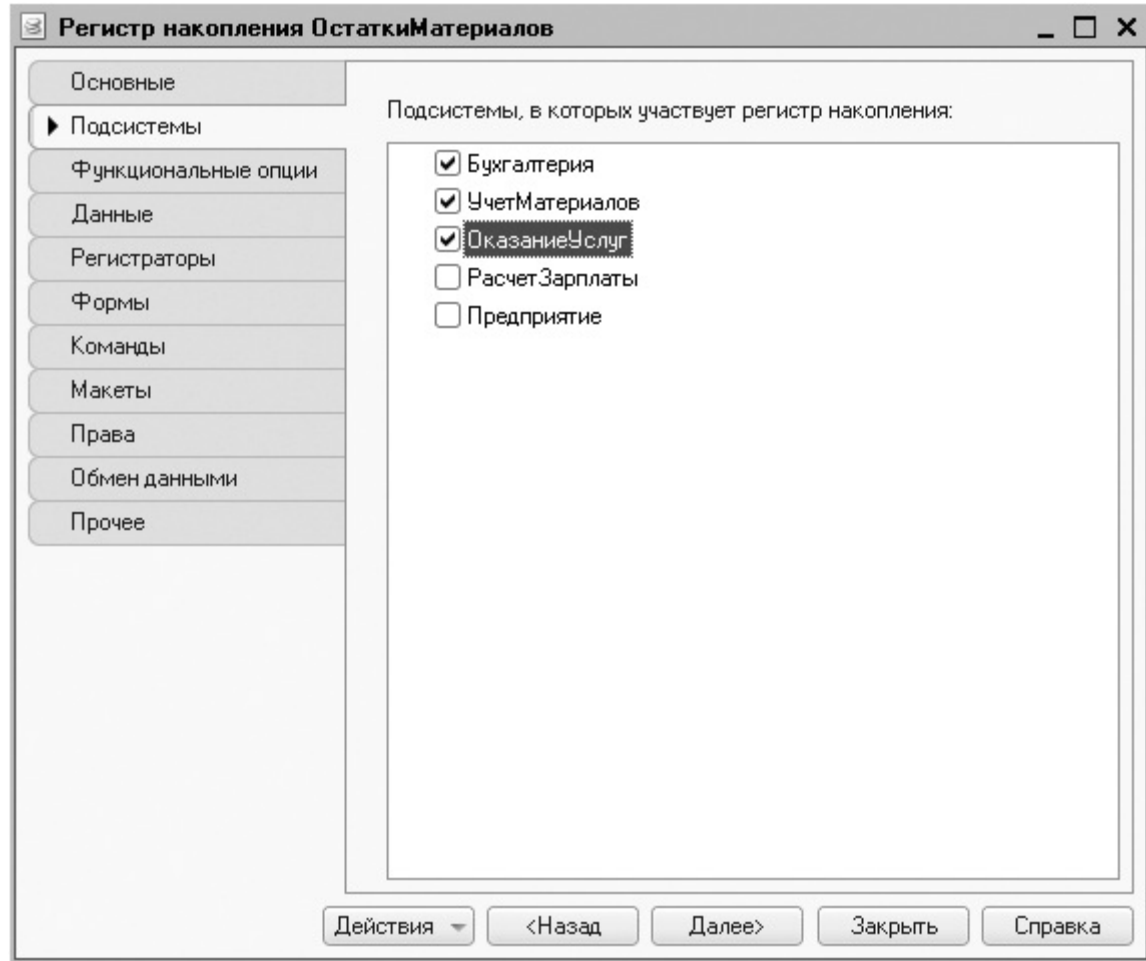 Регистр накопления ОстаткиМатериалов
Основные
Подсистемы
Функциональные опции
Данные
Регистраторы
Формы
Команды
Макеты
Права
Обмен данными
Прочее
Подсистемы, в которых участвует регистр накопления:
Бухгалтерия
УчетМатериалов
ОказаниеУслуг
РасчетЗарплаты
Предприятие
Действия
<Назад
Далее>
Закрыть
Справка